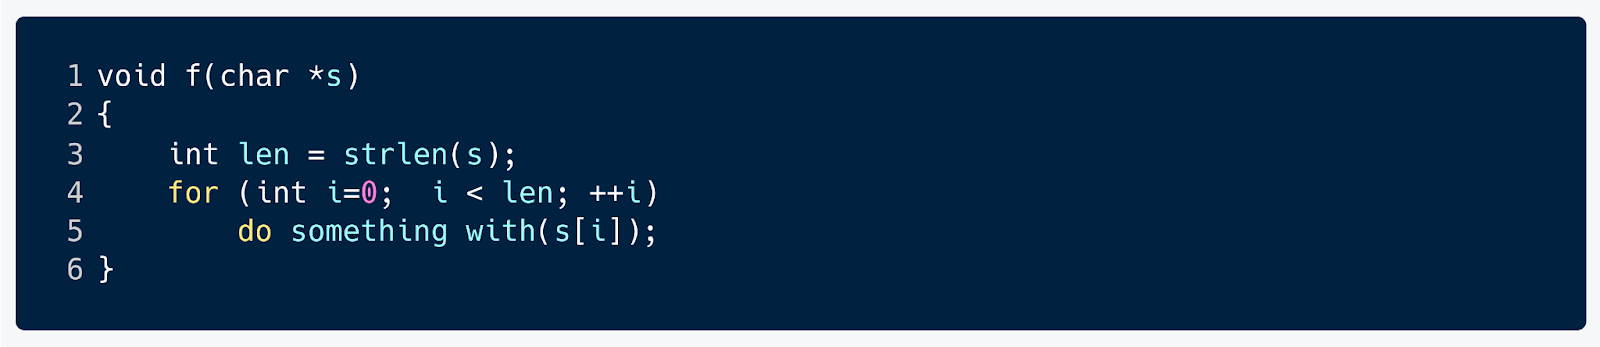 1 void f(char *s)
2 {
3     int len = strlen(s);
4     for (int i=0;  i < len; ++i)
5         do something with(s[i]);
6 }